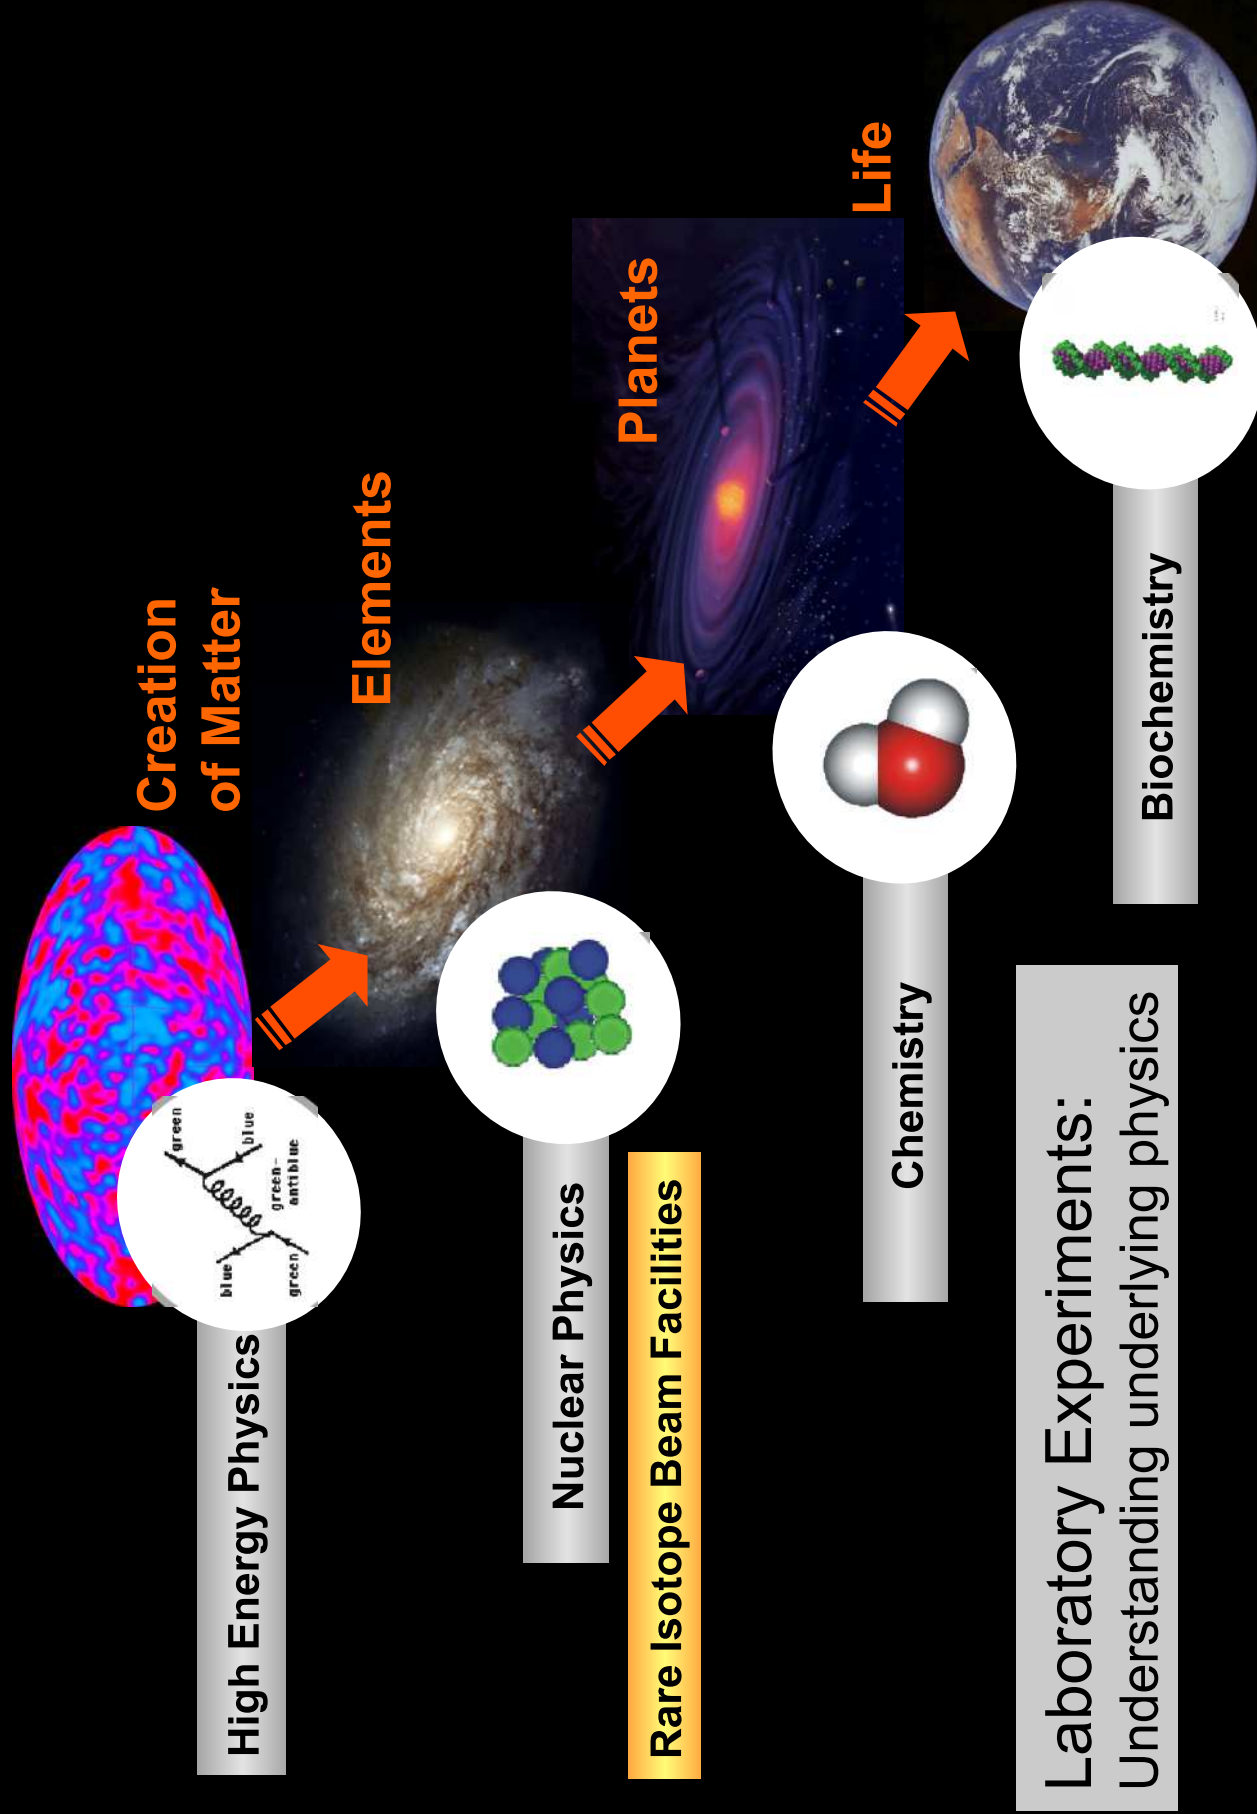 Creation
of Matter
Elements
Planets
Life
green
blue
green-
antiblue
blue
green
High Energy Physics
Nuclear Physics
Rare Isotope Beam Facilities
Chemistry
Biochemistry
Laboratory Experiments:
Understanding underlying physics